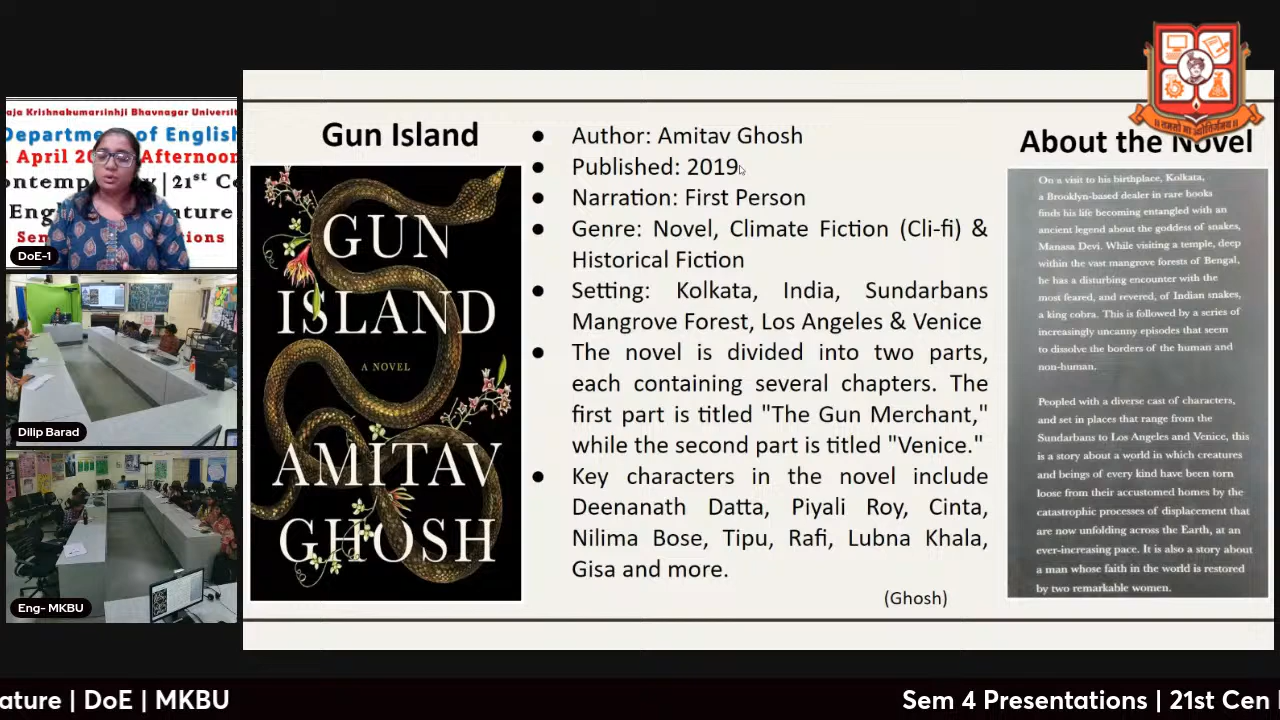 aja Krishnakumarsinhji Bhavnagar Universit
Department of English
April 20 Afternoon
ontemp y | 21st Ce
Eng ature
Sem tions
DoE-1
Dilip Barad
Eng- MKBU
Gun Island
GUN
ISLAND
A NOVEL
AMITAV
GHOSH
● Author: Amitav Ghosh
● Published: 2019
● Narration: First Person
● Genre: Novel, Climate Fiction (Cli-fi) &
Historical Fiction
● Setting: Kolkata, India, Sundarbans
Mangrove Forest, Los Angeles & Venice
● The novel is divided into two parts,
each containing several chapters. The
first part is titled "The Gun Merchant,"
while the second part is titled "Venice."
● Key characters in the novel include
Deenanath Datta, Piyali Roy, Cinta,
Nilima Bose, Tipu, Rafi, Lubna Khala,
Gisa and more.
(Ghosh)
About the Novel
On a visit to his birthplace, Kolkata,
a Brooklyn-based dealer in rare books
finds his life becoming entangled with an
ancient legend about the goddess of snakes,
Manasa Devi. While visiting a temple, deep
within the vast mangrove forests of Bengal,
he has a disturbing encounter with the
most feared, and revered, of Indian snakes,
a king cobra. This is followed by a series of
increasingly uncanny episodes that seem
to dissolve the borders of the human and
non-human.
Peopled with a diverse cast of characters,
and set in places that range from the
Sundarbans to Los Angeles and Venice, this
is a story about a world in which creatures
and beings of every kind have been torn
loose from their accustomed homes by the
catastrophic processes of displacement that
are now unfolding across the Earth, at an
ever-increasing pace. It is also a story about
a man whose faith in the world is restored
by two remarkable women.
ature | DoE | MKBU
Sem 4 Presentations | 21st Cen